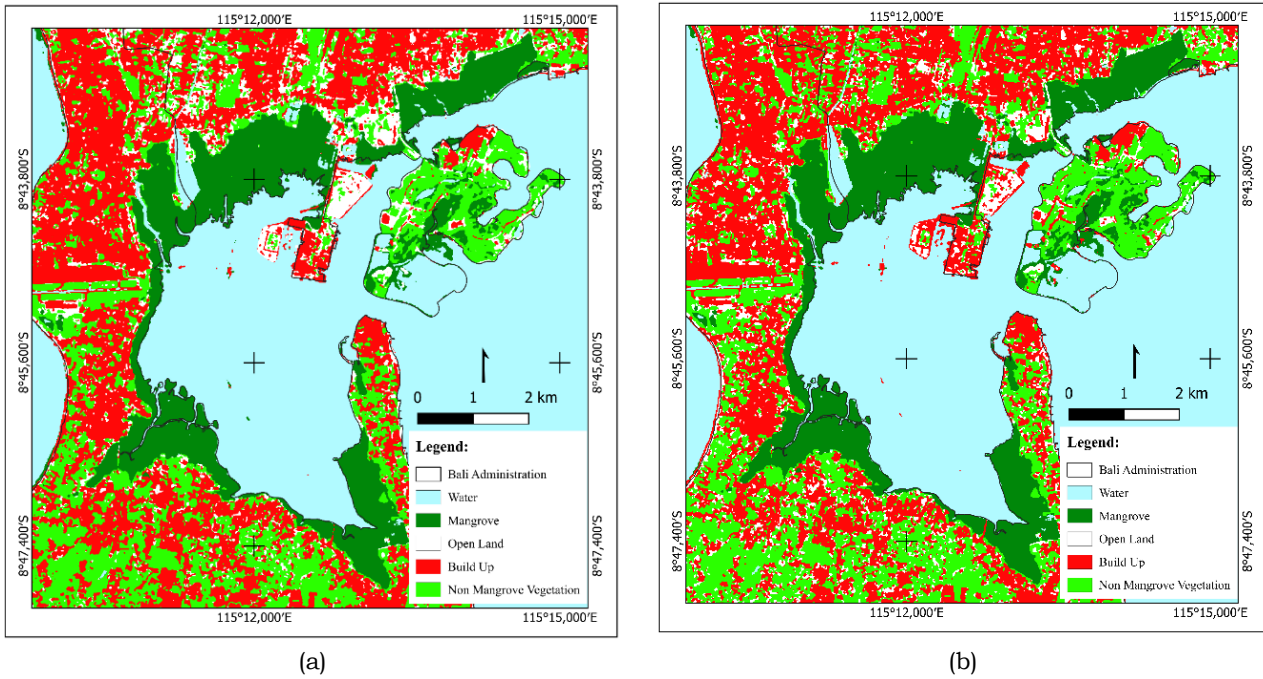 115°12,000'E 115°15,000'E
8°43,800'S 8°43,800'S
8°45,600'S 8°45,600'S
0 1 2 km
Legend:
Bali Administration
Water
Mangrove
Open Land
Build Up
Non Mangrove Vegetation
8°47,400'S 8°47,400'S
115°12,000'E 115°15,000'E
(a)
115°12,000'E 115°15,000'E
8°43,800'S 8°43,800'S
8°45,600'S 8°45,600'S
0 1 2 km
Legend:
Bali Administration
Water
Mangrove
Open Land
Build Up
Non Mangrove Vegetation
8°47,400'S 8°47,400'S
115°12,000'E 115°15,000'E
(b)